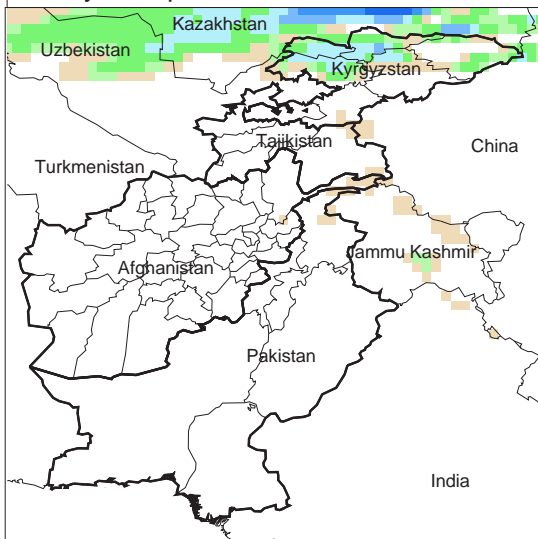 Kazakhstan
Uzbekistan
Kyrgyzstan
Tajikistan
China
Turkmenistan
Jammu Kashmir
Afghanistan
Pakistan
India